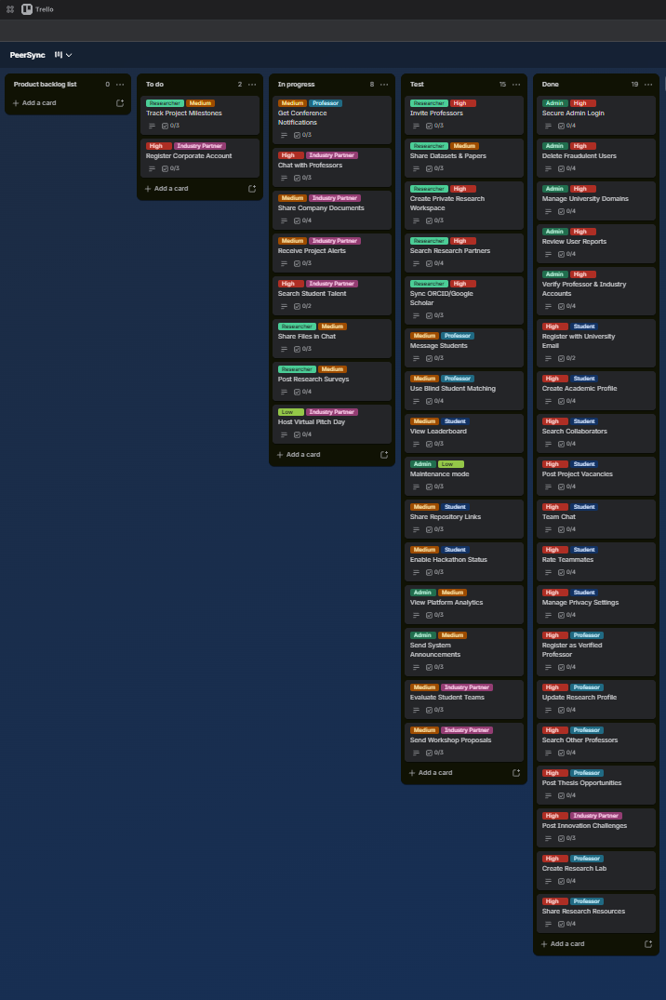 Trello
PeerSync
Product backlog list 0
Add a card
To do 2
Researcher Medium
Track Project Milestones
0/3
High Industry Partner
Register Corporate Account
0/3
Add a card
In progress 8
Medium Professor
Get Conference
Notifications
0/3
High Industry Partner
Chat with Professors
0/3
Medium Industry Partner
Share Company Documents
0/4
Medium Industry Partner
Receive Project Alerts
0/3
High Industry Partner
Search Student Talent
0/2
Researcher Medium
Share Files in Chat
0/3
Researcher Medium
Post Research Surveys
0/4
Low Industry Partner
Host Virtual Pitch Day
0/4
Add a card
Test 15
Researcher High
Invite Professors
0/3
Researcher Medium
Share Datasets & Papers
0/3
Researcher High
Create Private Research
Workspace
0/3
Researcher High
Search Research Partners
0/4
Researcher High
Sync ORCID/Google
Scholar
0/3
Medium Professor
Message Students
0/3
Medium Professor
Use Blind Student Matching
0/4
Medium Student
View Leaderboard
0/3
Admin Low
Maintenance mode
0/3
Medium Student
Share Repository Links
0/3
Medium Student
Enable Hackathon Status
0/3
Admin Medium
View Platform Analytics
0/3
Admin Medium
Send System
Announcements
0/3
Medium Industry Partner
Evaluate Student Teams
0/3
Medium Industry Partner
Send Workshop Proposals
0/3
Add a card
Done 19
Admin High
Secure Admin Login
0/4
Admin High
Delete Fraudulent Users
0/4
Admin High
Manage University Domains
0/4
Admin High
Review User Reports
0/4
Admin High
Verify Professor & Industry
Accounts
0/4
High Student
Register with University
Email
0/2
High Student
Create Academic Profile
0/4
High Student
Search Collaborators
0/4
High Student
Post Project Vacancies
0/4
High Student
Team Chat
0/4
High Student
Rate Teammates
0/4
High Student
Manage Privacy Settings
0/4
High Professor
Register as Verified
Professor
0/4
High Professor
Update Research Profile
0/4
High Professor
Search Other Professors
0/4
High Professor
Post Thesis Opportunities
0/4
High Industry Partner
Post Innovation Challenges
0/3
High Professor
Create Research Lab
0/4
High Professor
Share Research Resources
0/4
Add a card